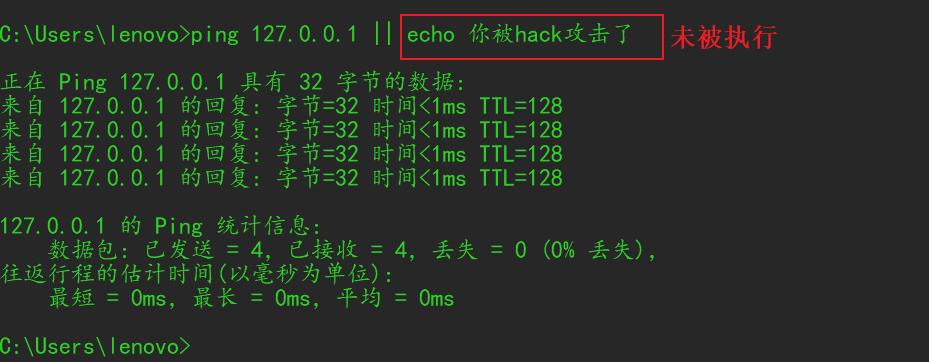 C:\Users\lenovo>ping 127.0.0.1 || echo 你被hack攻击了 未被执行
正在 Ping 127.0.0.1 具有 32 字节的数据:
来自 127.0.0.1 的回复: 字节=32 时间<1ms TTL=128
来自 127.0.0.1 的回复: 字节=32 时间<1ms TTL=128
来自 127.0.0.1 的回复: 字节=32 时间<1ms TTL=128
来自 127.0.0.1 的回复: 字节=32 时间<1ms TTL=128
127.0.0.1 的 Ping 统计信息:
数据包: 已发送 = 4, 已接收 = 4, 丢失 = 0 (0% 丢失),
往返行程的估计时间(以毫秒为单位):
最短 = 0ms, 最长 = 0ms, 平均 = 0ms
C:\Users\lenovo>